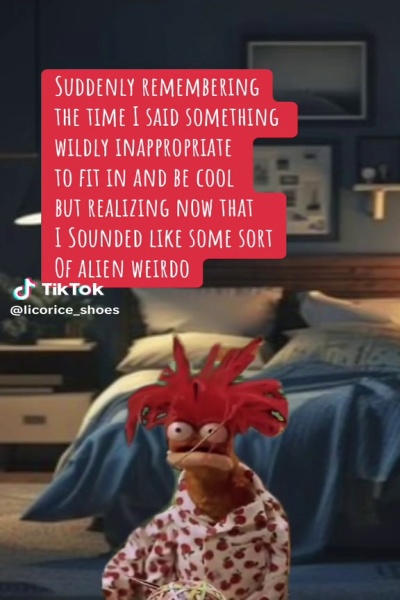 Suddenly remembering
the time I said something
wildly inappropriate
to fit in and be cool
but realizing now that
I Sounded like some sort
Of alien weirdo
TikTok
@licorice_shoes